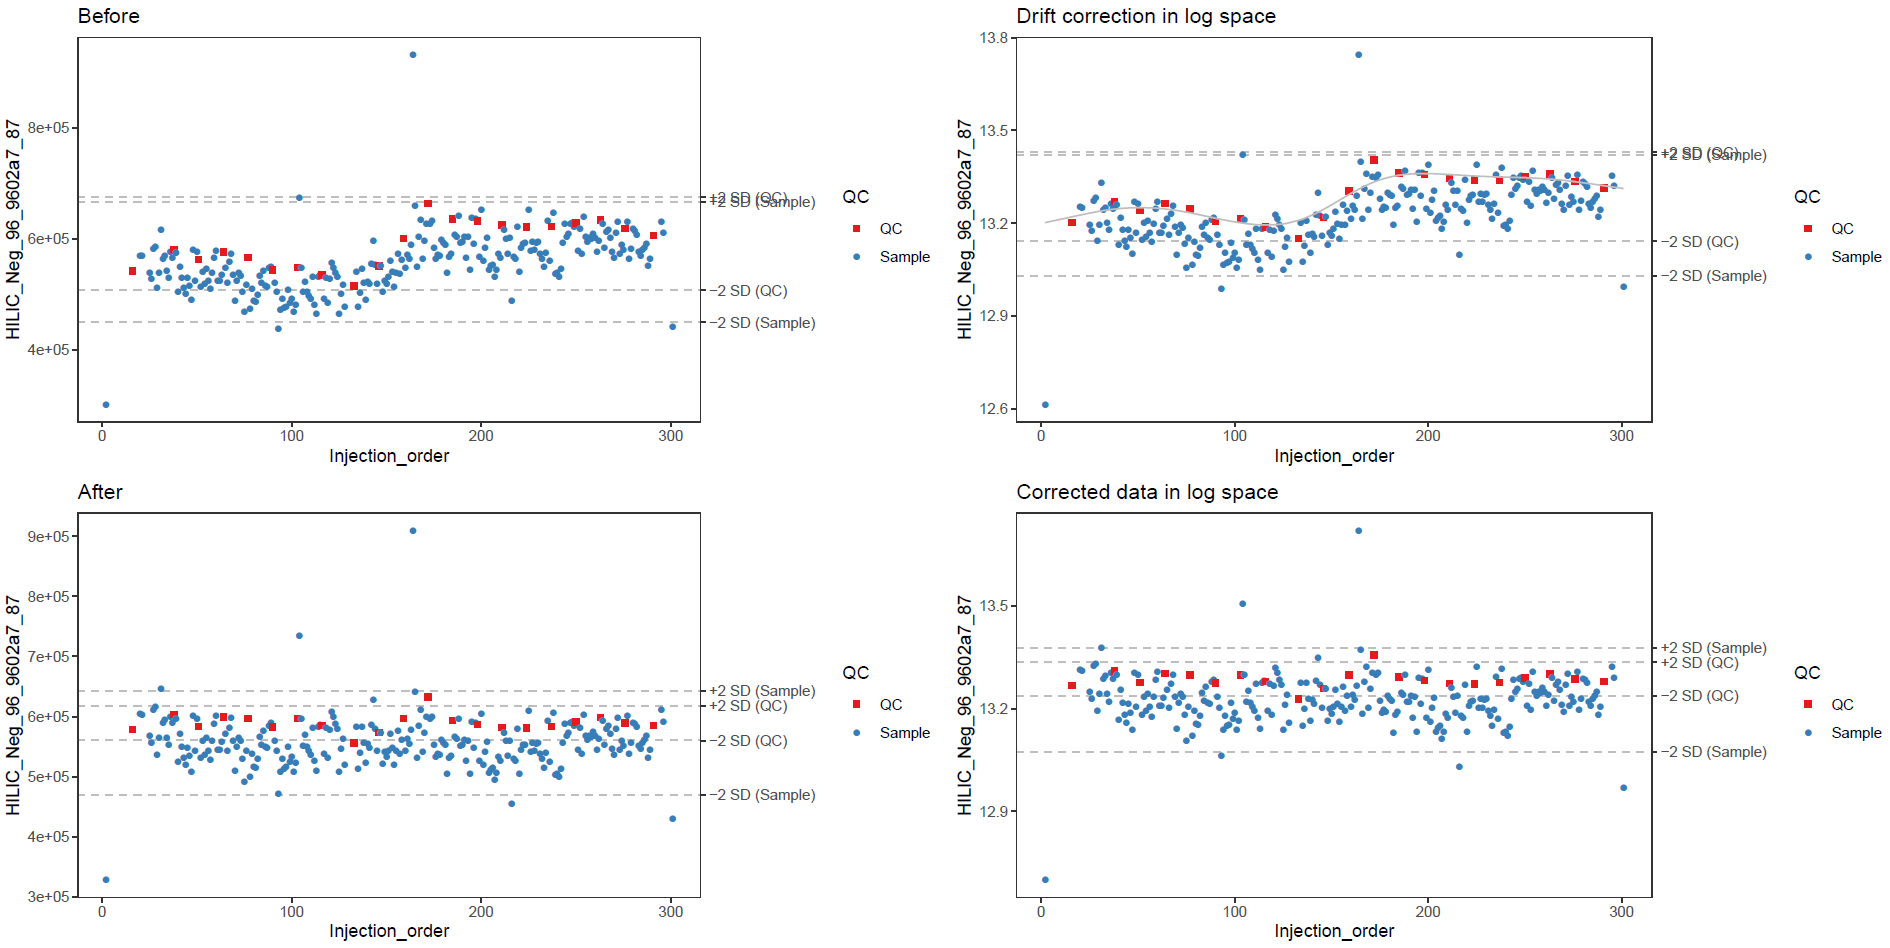 Before
HILIC_Neg_96_9602a7_87
8e+05
6e+05
4e+05
0
100
200
300
Injection_order
+2 SD (QC)
+2 SD (Sample)
−2 SD (QC)
−2 SD (Sample)
QC
QC
Sample
Drift correction in log space
HILIC_Neg_96_9602a7_87
13.8
13.5
13.2
12.9
12.6
0
100
200
300
Injection_order
+2 SD (QC)
+2 SD (Sample)
−2 SD (QC)
−2 SD (Sample)
QC
QC
Sample
After
HILIC_Neg_96_9602a7_87
9e+05
8e+05
7e+05
6e+05
5e+05
4e+05
3e+05
0
100
200
300
Injection_order
+2 SD (Sample)
+2 SD (QC)
−2 SD (QC)
−2 SD (Sample)
QC
QC
Sample
Corrected data in log space
HILIC_Neg_96_9602a7_87
13.5
13.2
12.9
0
100
200
300
Injection_order
+2 SD (Sample)
+2 SD (QC)
−2 SD (QC)
−2 SD (Sample)
QC
QC
Sample